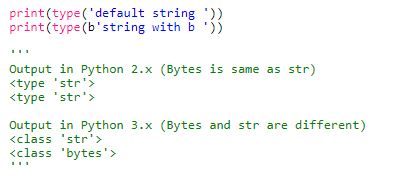 print(type('default string '))
print(type(b'string with b '))
'''
Output in Python 2.x (Bytes is same as str)
<type 'str'>
<type 'str'>
Output in Python 3.x (Bytes and str are different)
<class 'str'>
<class 'bytes'>
'''